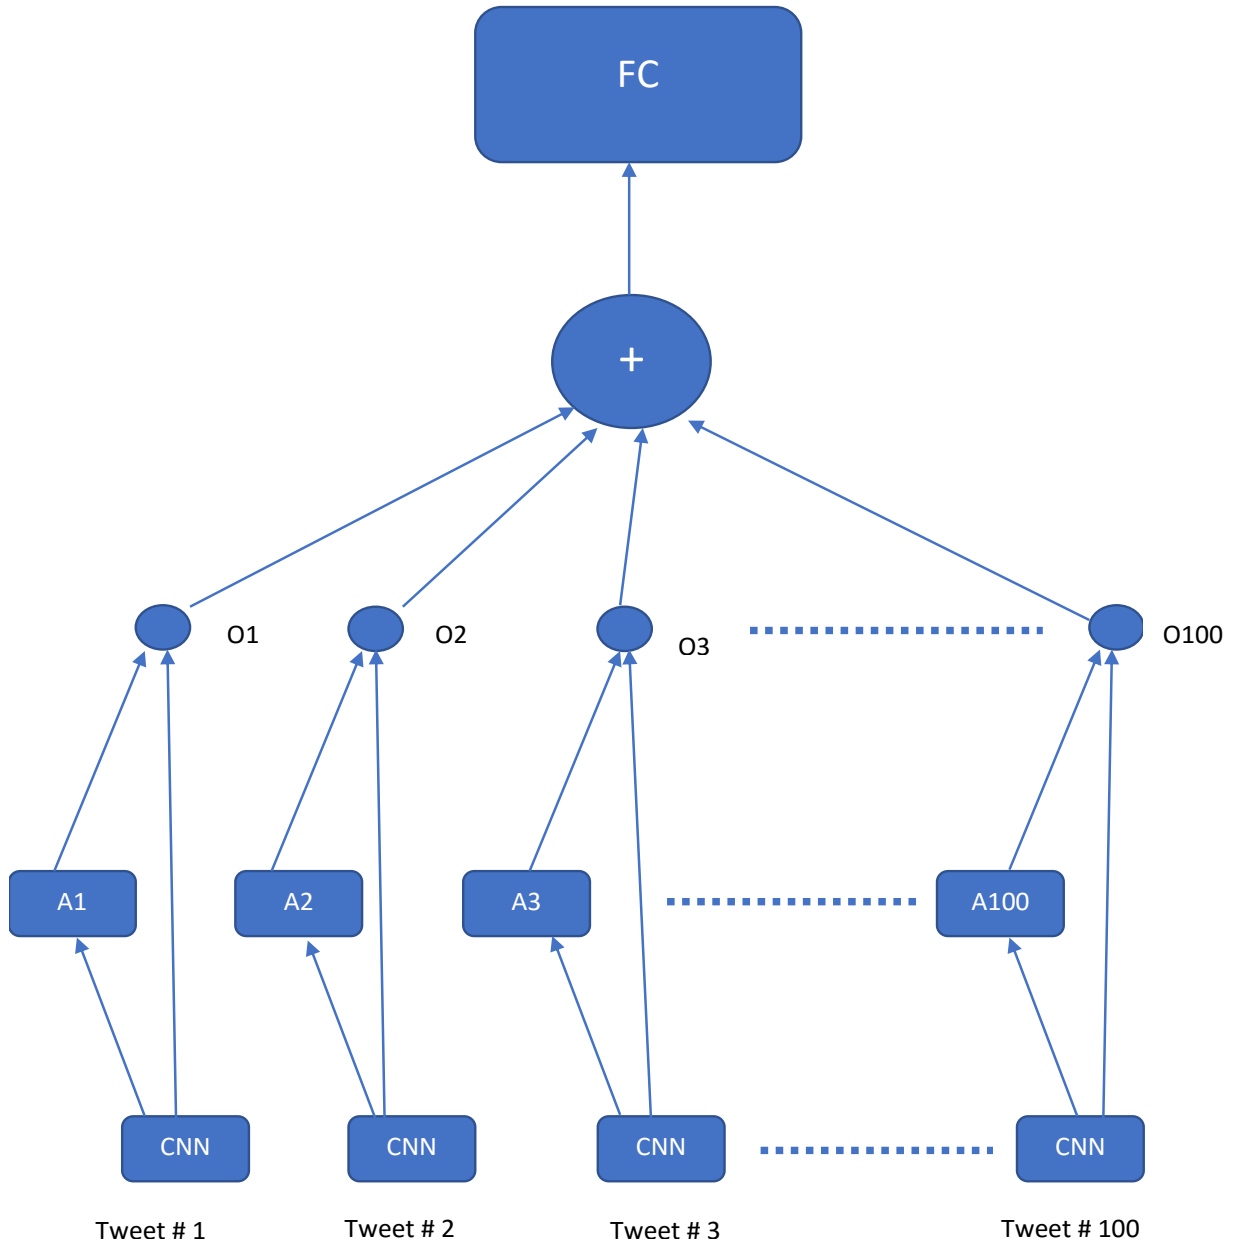 FC
+
O1
O2
O3
O100
A1
A2
A3
A100
CNN
CNN
CNN
CNN
Tweet # 1
Tweet # 2
Tweet # 3
Tweet # 100